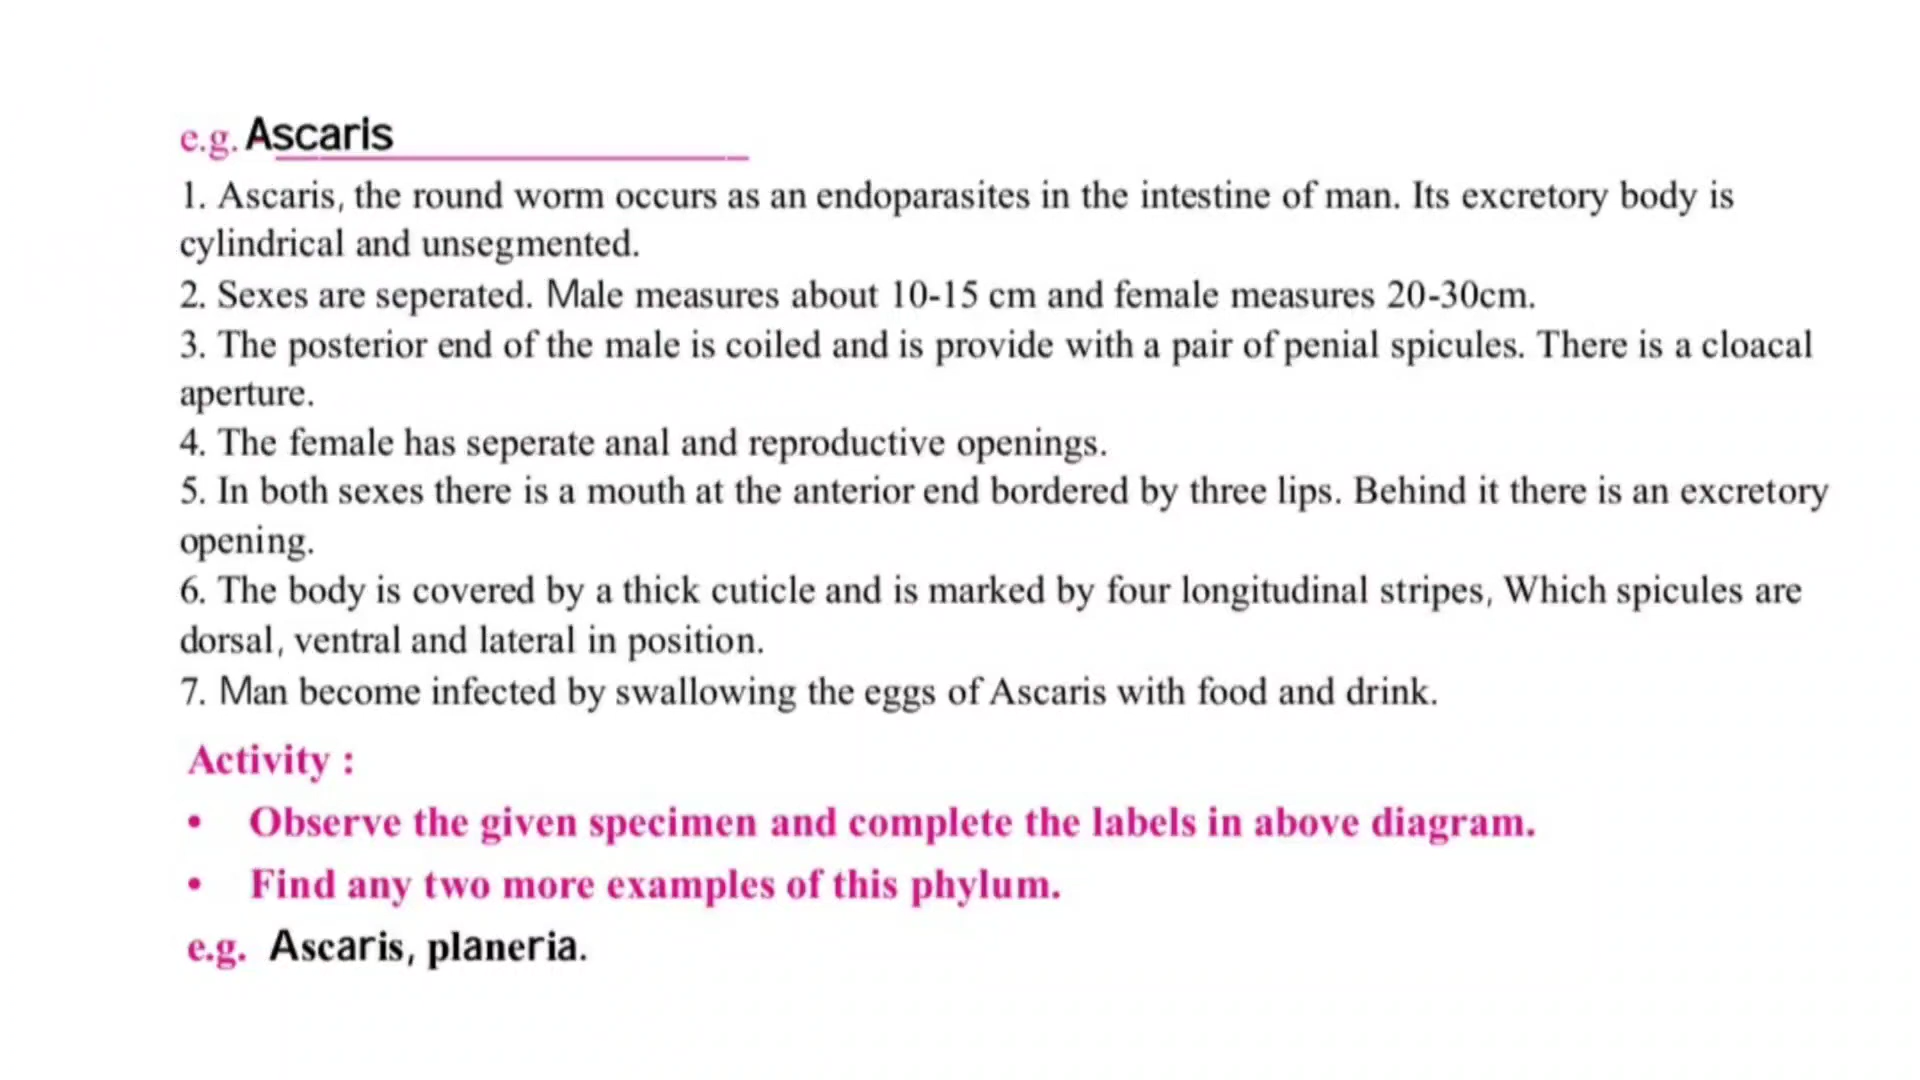 e.g. Ascaris
1. Ascaris, the round worm occurs as an endoparasites in the intestine of man. Its excretory body is
cylindrical and unsegmented.
2. Sexes are seperated. Male measures about 10-15 cm and female measures 20-30cm.
3. The posterior end of the male is coiled and is provide with a pair of penial spicules. There is a cloacal
aperture.
4. The female has seperate anal and reproductive openings.
5. In both sexes there is a mouth at the anterior end bordered by three lips. Behind it there is an excretory
opening.
6. The body is covered by a thick cuticle and is marked by four longitudinal stripes, Which spicules are
dorsal, ventral and lateral in position.
7. Man become infected by swallowing the eggs of Ascaris with food and drink.
Activity :
• Observe the given specimen and complete the labels in above diagram.
• Find any two more examples of this phylum.
e.g. Ascaris, planeria.